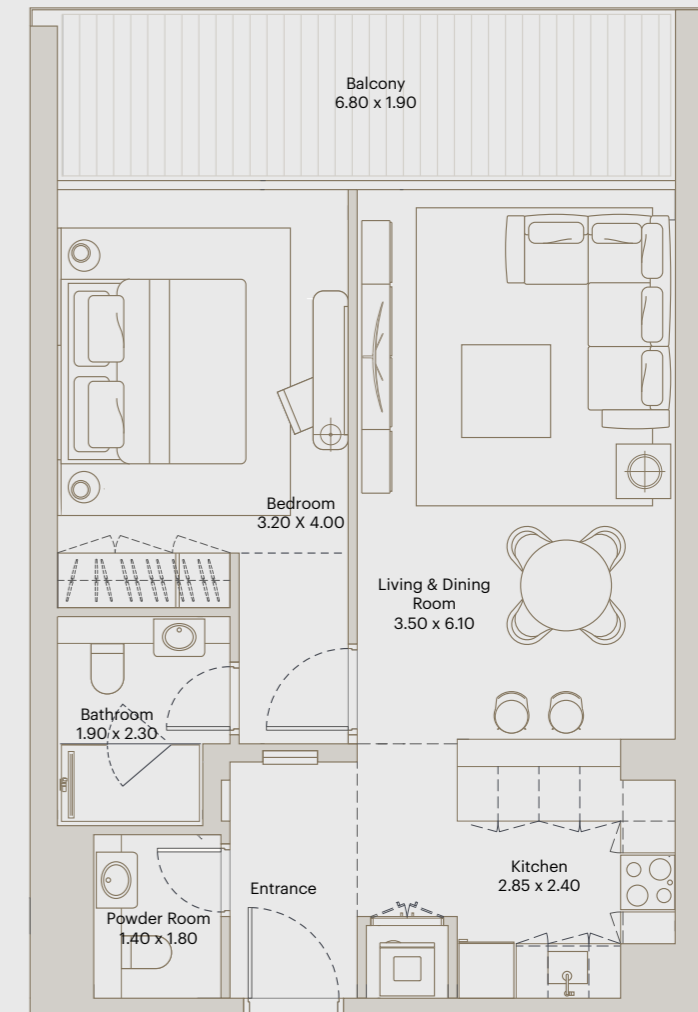 Balcony
6.80 x 1.90
Bedroom
3.20 X 4.00
Living & Dining
Room
3.50 x 6.10
Bathroom
1.90 x 2.30
Kitchen
2.85 x 2.40
Entrance
Powder Room
1.40 x 1.80